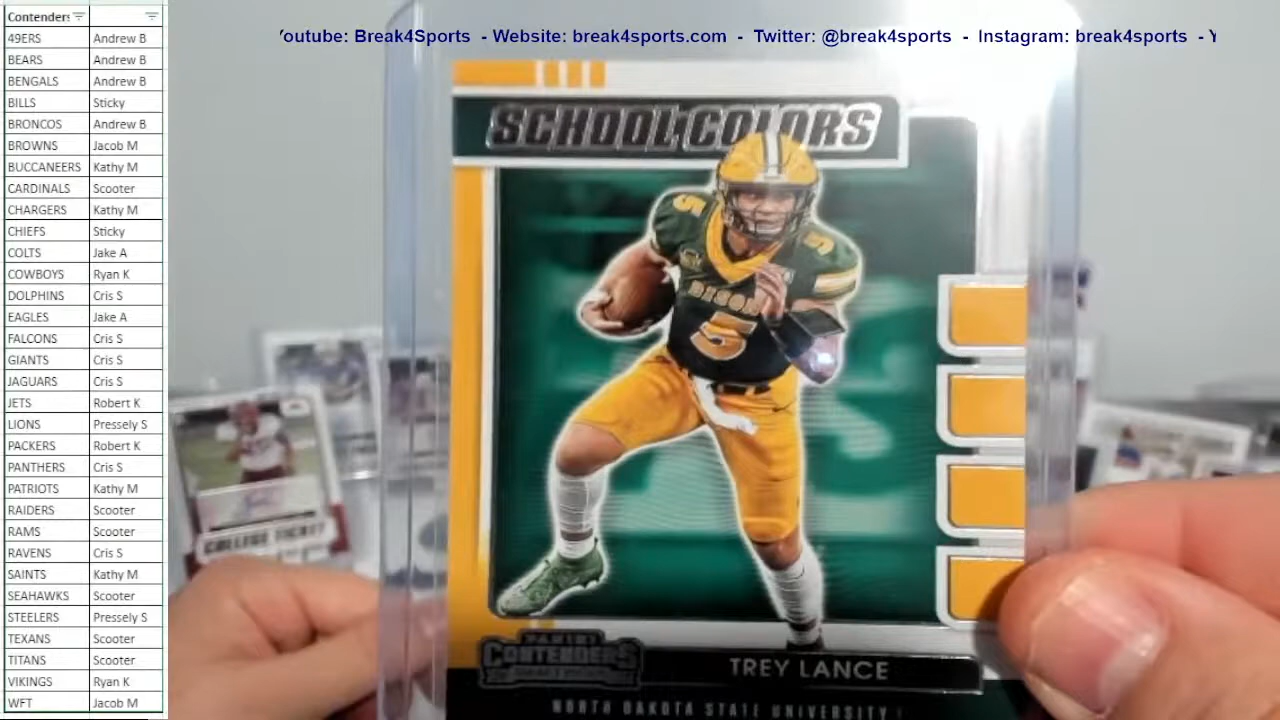 Contenders
49ERS Andrew B
BEARS Andrew B
BENGALS Andrew B
BILLS Sticky
BRONCOS Andrew B
BROWNS Jacob M
BUCCANEERS Kathy M
CARDINALS Scooter
CHARGERS Kathy M
CHIEFS Sticky
COLTS Jake A
COWBOYS Ryan K
DOLPHINS Cris S
EAGLES Jake A
FALCONS Cris S
GIANTS Cris S
JAGUARS Cris S
JETS Robert K
LIONS Pressely S
PACKERS Robert K
PANTHERS Cris S
PATRIOTS Kathy M
RAIDERS Scooter
RAMS Scooter
RAVENS Cris S
SAINTS Kathy M
SEAHAWKS Scooter
STEELERS Pressely S
TEXANS Scooter
TITANS Scooter
VIKINGS Ryan K
WFT Jacob M
outube: Break4Sports - Website: break4sports.com - Twitter: @break4sports - Instagram: break4sports - Y
SCHOOL COLORS
5 5
BISON
5
PANINI
CONTENDERS
TREY LANCE
NORTH DAKOTA STATE UNIVERSITY
COLLEGE TICKET